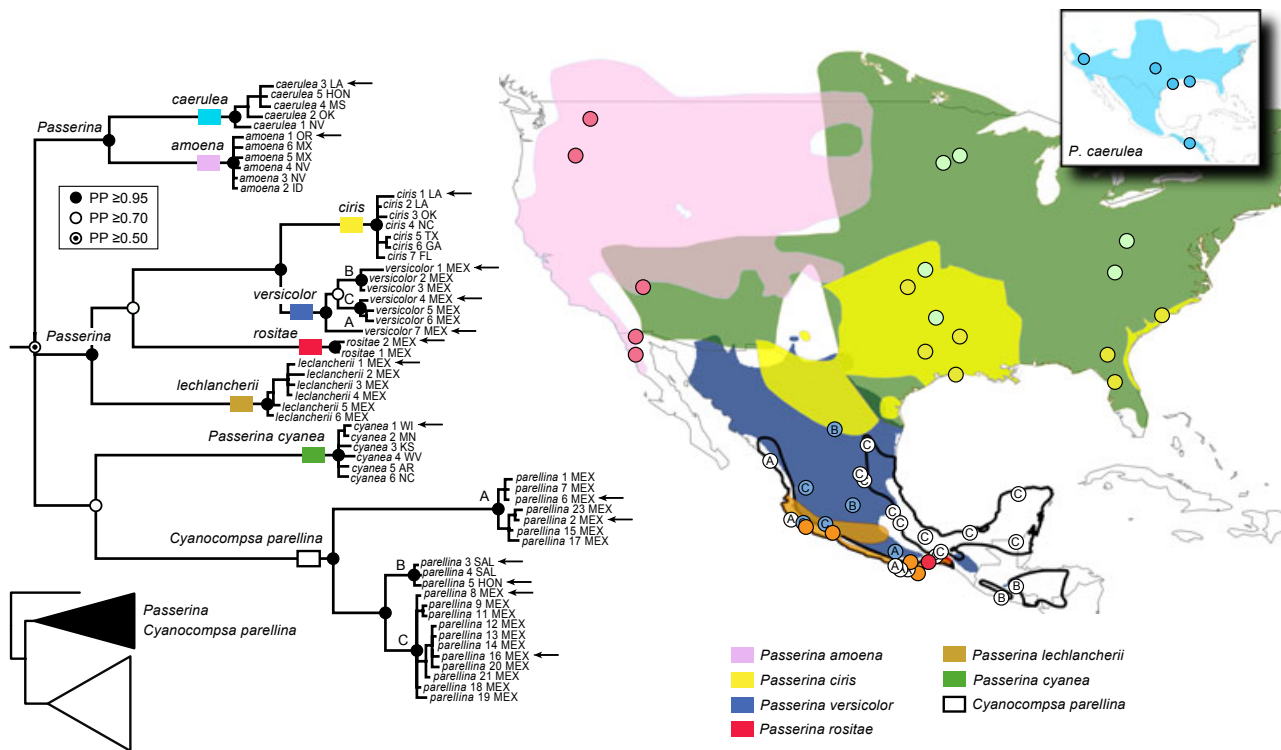 Passerina
caerulea
caerulea 3 LA
caerulea 5 HON
caerulea 4 MS
caerulea 2 OK
caerulea 1 NV
amoena
amoena 1 OR
amoena 6 MX
amoena 5 MX
amoena 4 NV
amoena 3 NV
amoena 2 ID
PP ≥0.95
PP ≥0.70
PP ≥0.50
ciris
ciris 1 LA
ciris 2 LA
ciris 3 OK
ciris 4 NC
ciris 5 TX
ciris 6 GA
ciris 7 FL
versicolor
B
versicolor 1 MEX
versicolor 2 MEX
versicolor 3 MEX
C
versicolor 4 MEX
versicolor 5 MEX
versicolor 6 MEX
A
versicolor 7 MEX
Passerina
rositae
rositae 2 MEX
rositae 1 MEX
lechlancherii
leclancherii 1 MEX
leclancherii 2 MEX
leclancherii 3 MEX
leclancherii 4 MEX
leclancherii 5 MEX
leclancherii 6 MEX
Passerina cyanea
cyanea 1 WI
cyanea 2 MN
cyanea 3 KS
cyanea 4 WV
cyanea 5 AR
cyanea 6 NC
Cyanocompsa parellina
A
parellina 1 MEX
parellina 7 MEX
parellina 6 MEX
parellina 23 MEX
parellina 2 MEX
parellina 15 MEX
parellina 17 MEX
B
parellina 3 SAL
parellina 4 SAL
parellina 5 HON
C
parellina 8 MEX
parellina 9 MEX
parellina 11 MEX
parellina 12 MEX
parellina 13 MEX
parellina 14 MEX
parellina 16 MEX
parellina 20 MEX
parellina 21 MEX
parellina 18 MEX
parellina 19 MEX
Passerina
Cyanocompsa parellina
P. caerulea
B
C
A
C
C
C
B
C
A
C
C
C
C
C
C
C
A
A
A
B
B
Passerina amoena
Passerina ciris
Passerina versicolor
Passerina rositae
Passerina lechlancherii
Passerina cyanea
Cyanocompsa parellina